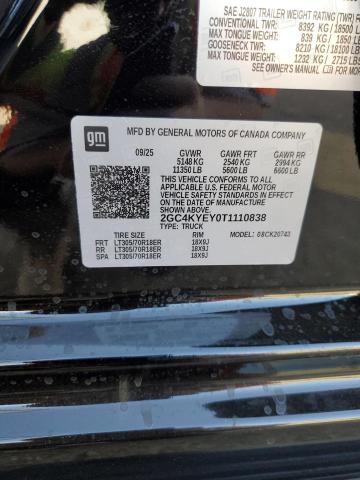 SAE J2807 TRAILER WEIGHT RATING (TWR)
CONVENTIONAL TWR: 8392 KG / 18500 LB
MAX TONGUE WEIGHT: 839 KG / 1850 LB
GOOSENECK TWR: 8210 KG / 18100 LB
MAX TONGUE WEIGHT: 1232 KG / 2715 LBS
SEE OWNER'S MANUAL FOR ADDITIONAL
gm
MFD BY GENERAL MOTORS OF CANADA COMPANY
09/25 GVWR GAWR FRT GAWR RR
5148 KG 2540 KG 2994 KG
11350 LB 5600 LB 6600 LB
THIS VEHICLE CONFORMS TO ALL APPLICABLE
U.S. FEDERAL MOTOR VEHICLE SAFETY
STANDARDS IN EFFECT ON THE DATE OF
MANUFACTURE SHOWN ABOVE.
2GC4KYEY0T1110838
TYPE: TRUCK
TIRE SIZE RIM MODEL: 08CK20743
FRT LT305/70R18ER 18X9J
RR LT305/70R18ER 18X9J
SPA LT305/70R18ER 18X9J